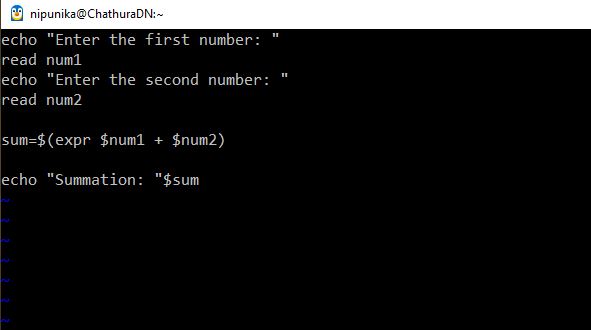 nipunika@ChathuraDN:~
echo "Enter the first number: "
read num1
echo "Enter the second number: "
read num2
sum=$(expr $num1 + $num2)
echo "Summation: "$sum
~
~
~
~
~
~
~